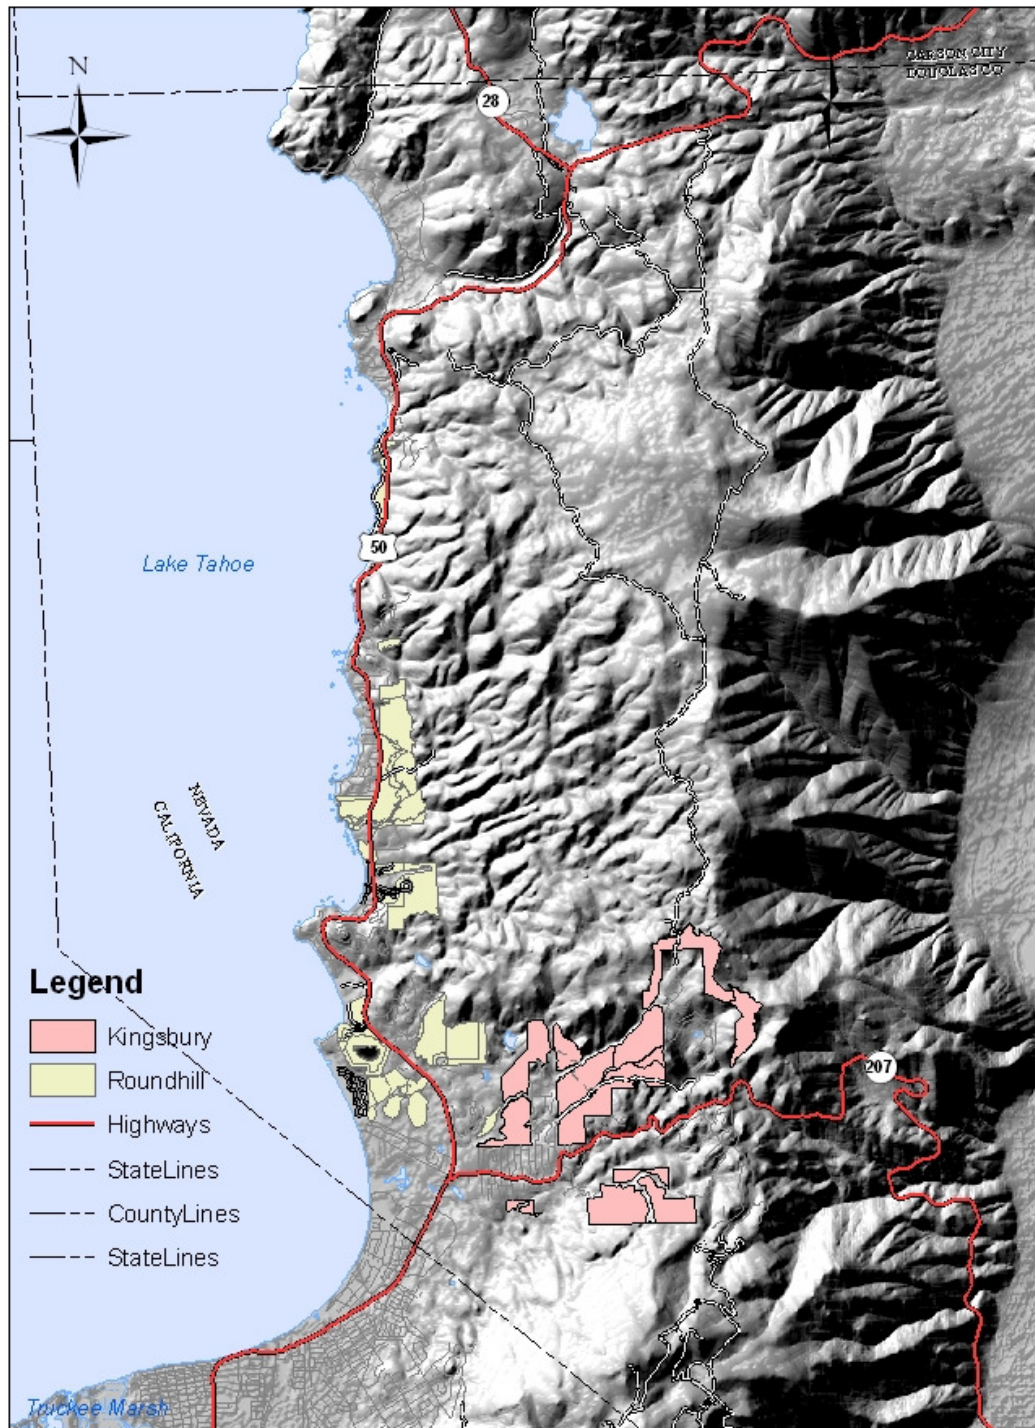 CARSON CITY
DOUGLAS CO
N
28
50
Lake Tahoe
NEVADA
CALIFORNIA
Legend
Kingsbury
Roundhill
Highways
StateLines
CountyLines
StateLines
207
Truckee Marsh